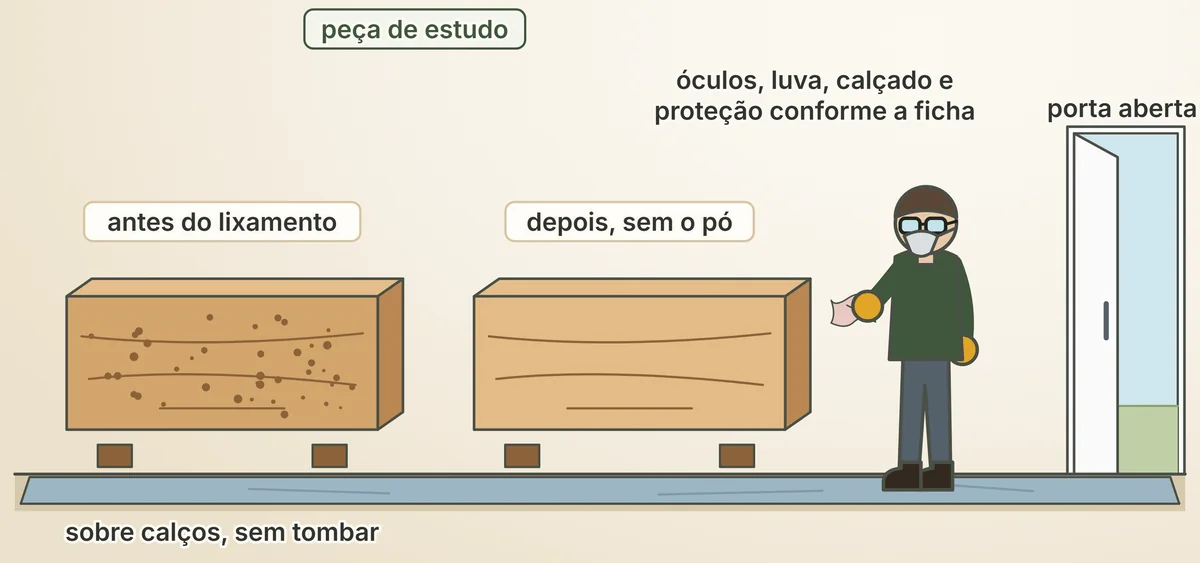 peça de estudo
óculos, luva, calçado e
proteção conforme a ficha
porta aberta
antes do lixamento
depois, sem o pó
sobre calços, sem tombar